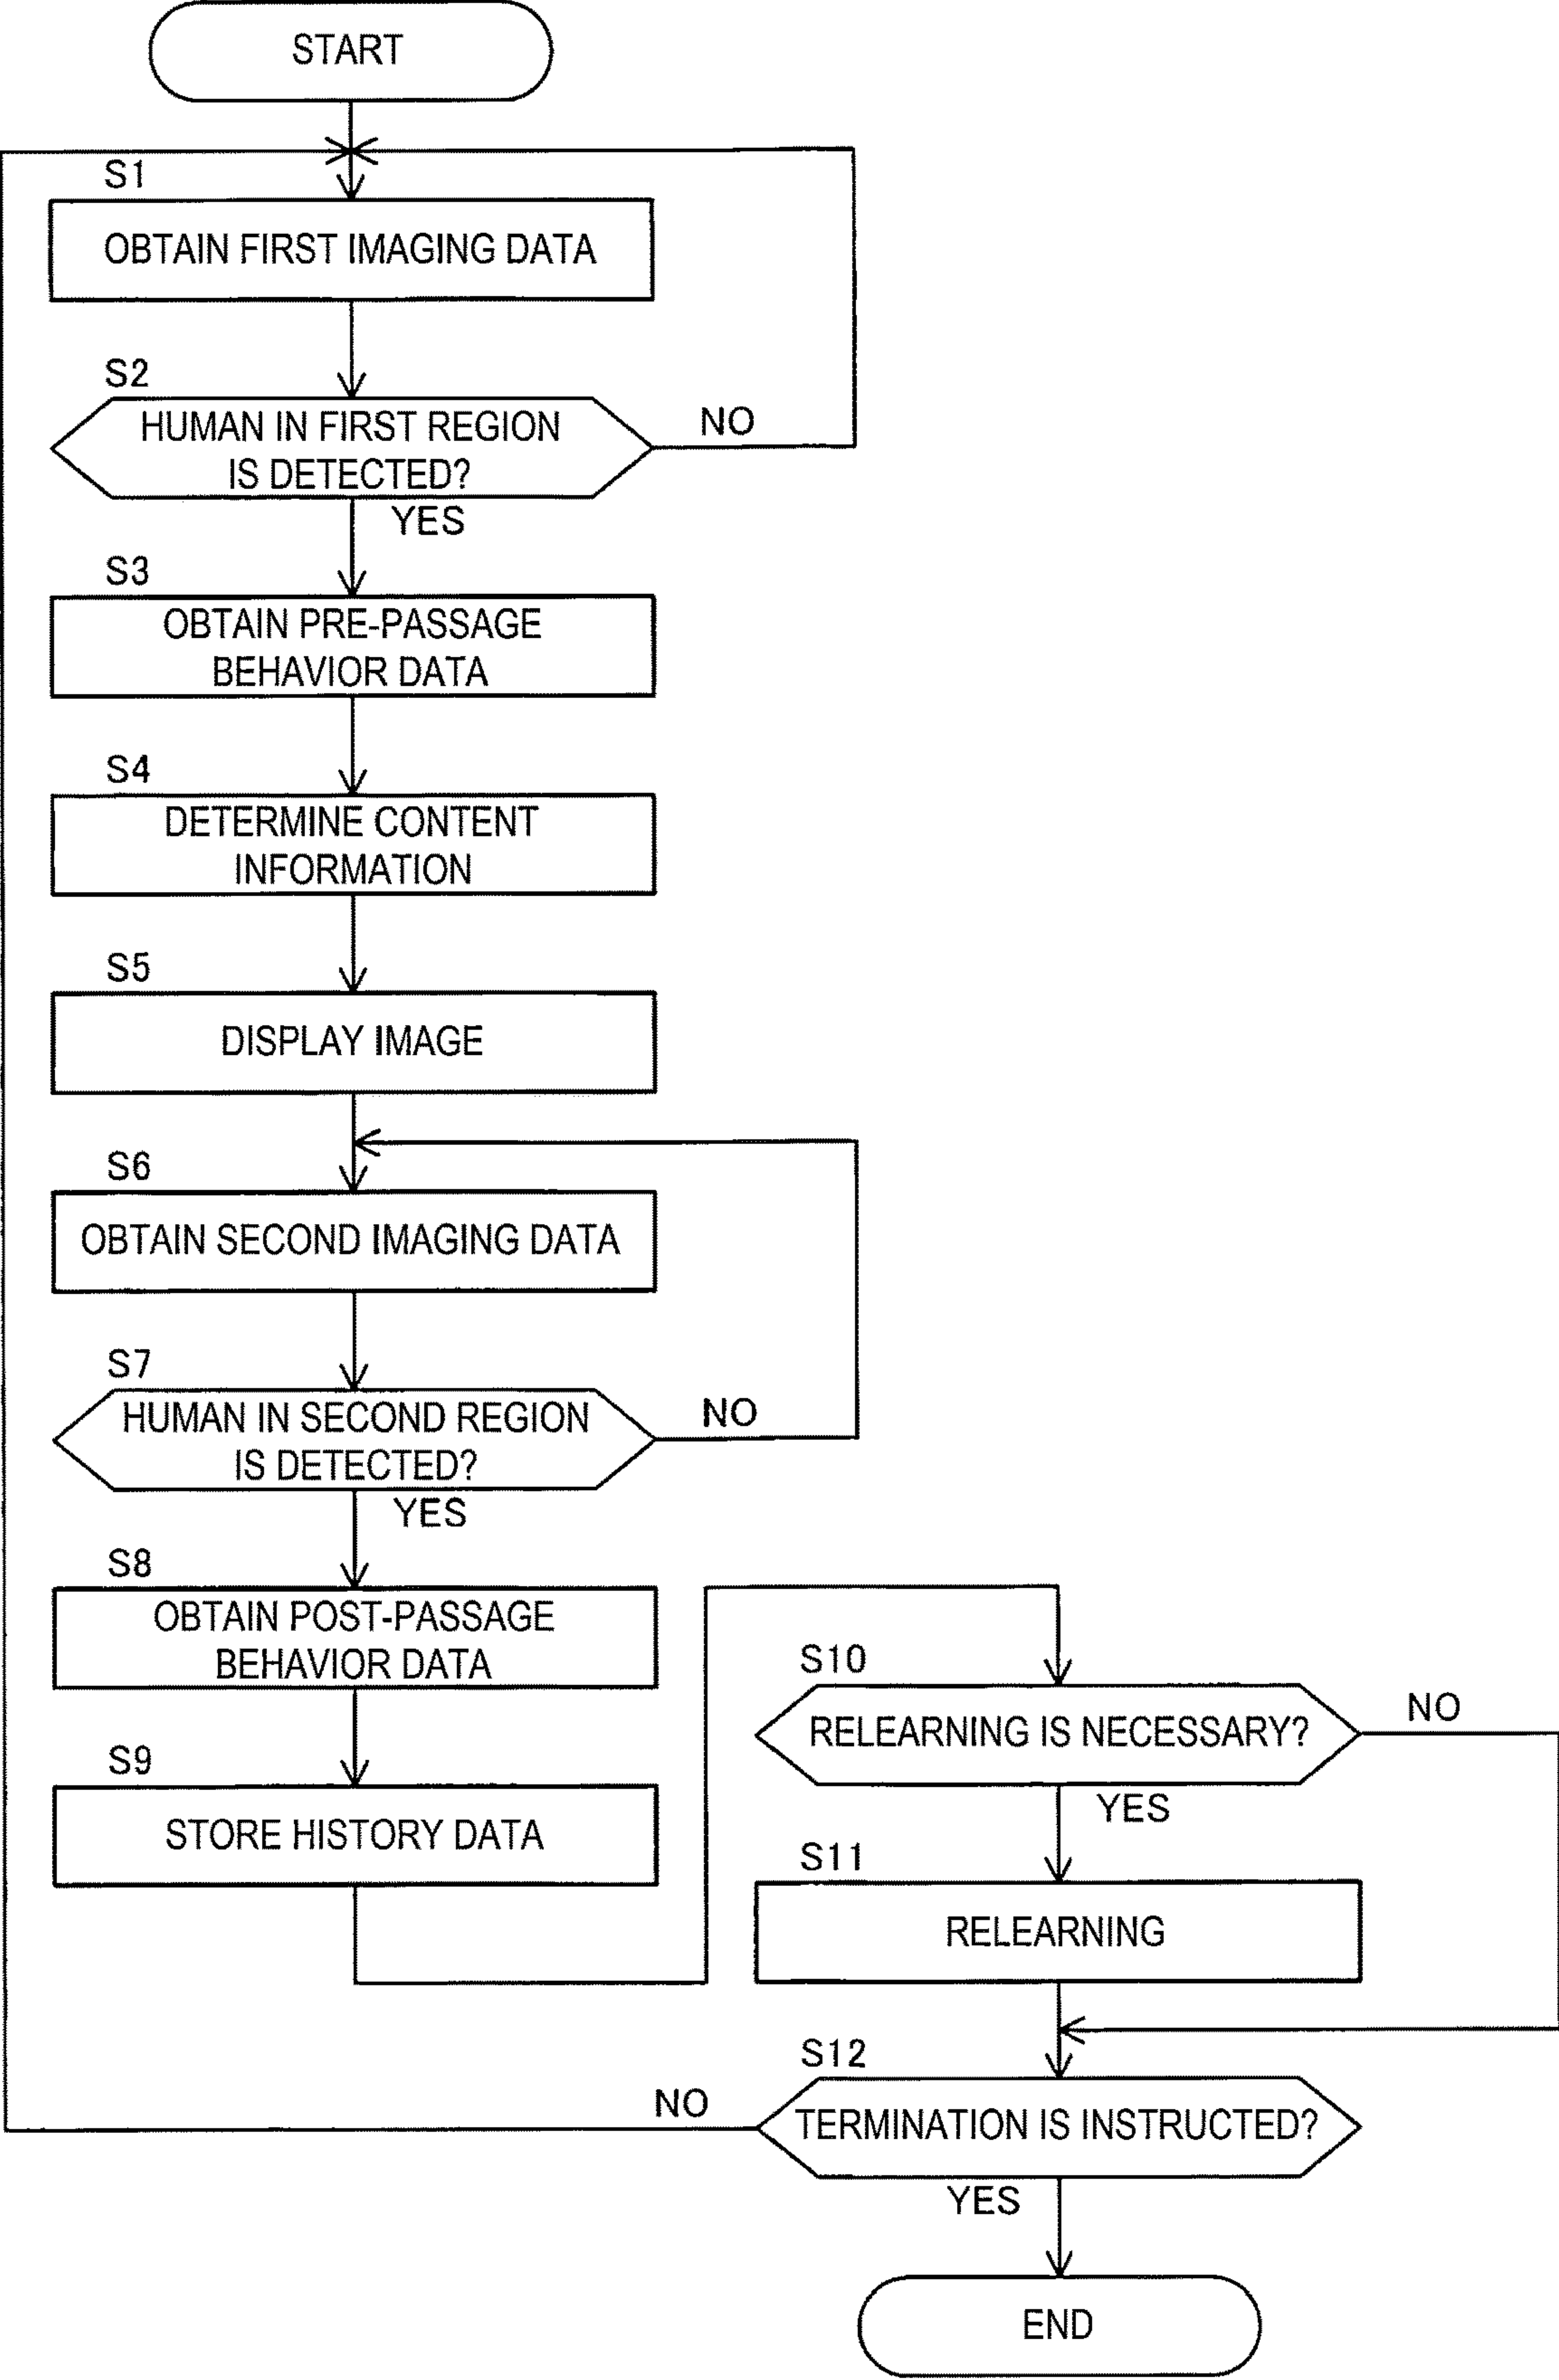 START
S1
OBTAIN FIRST IMAGING DATA
S2
HUMAN IN FIRST REGION
IS DETECTED?
NO
YES
S3
OBTAIN PRE-PASSAGE
BEHAVIOR DATA
S4
DETERMINE CONTENT
INFORMATION
S5
DISPLAY IMAGE
S6
OBTAIN SECOND IMAGING DATA
S7
HUMAN IN SECOND REGION
IS DETECTED?
NO
YES
S8
OBTAIN POST-PASSAGE
BEHAVIOR DATA
S9
STORE HISTORY DATA
S10
RELEARNING IS NECESSARY?
NO
YES
S11
RELEARNING
S12
TERMINATION IS INSTRUCTED?
NO
YES
END